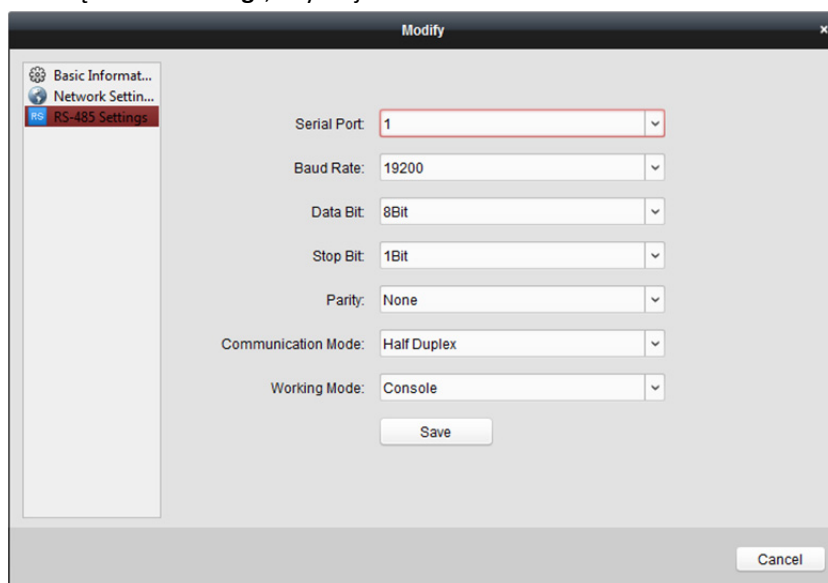 Modify
×
Basic Informat...
Network Settin...
RS RS-485 Settings
Serial Port: 1
Baud Rate: 19200
Data Bit: 8Bit
Stop Bit: 1Bit
Parity: None
Communication Mode: Half Duplex
Working Mode: Console
Save
Cancel